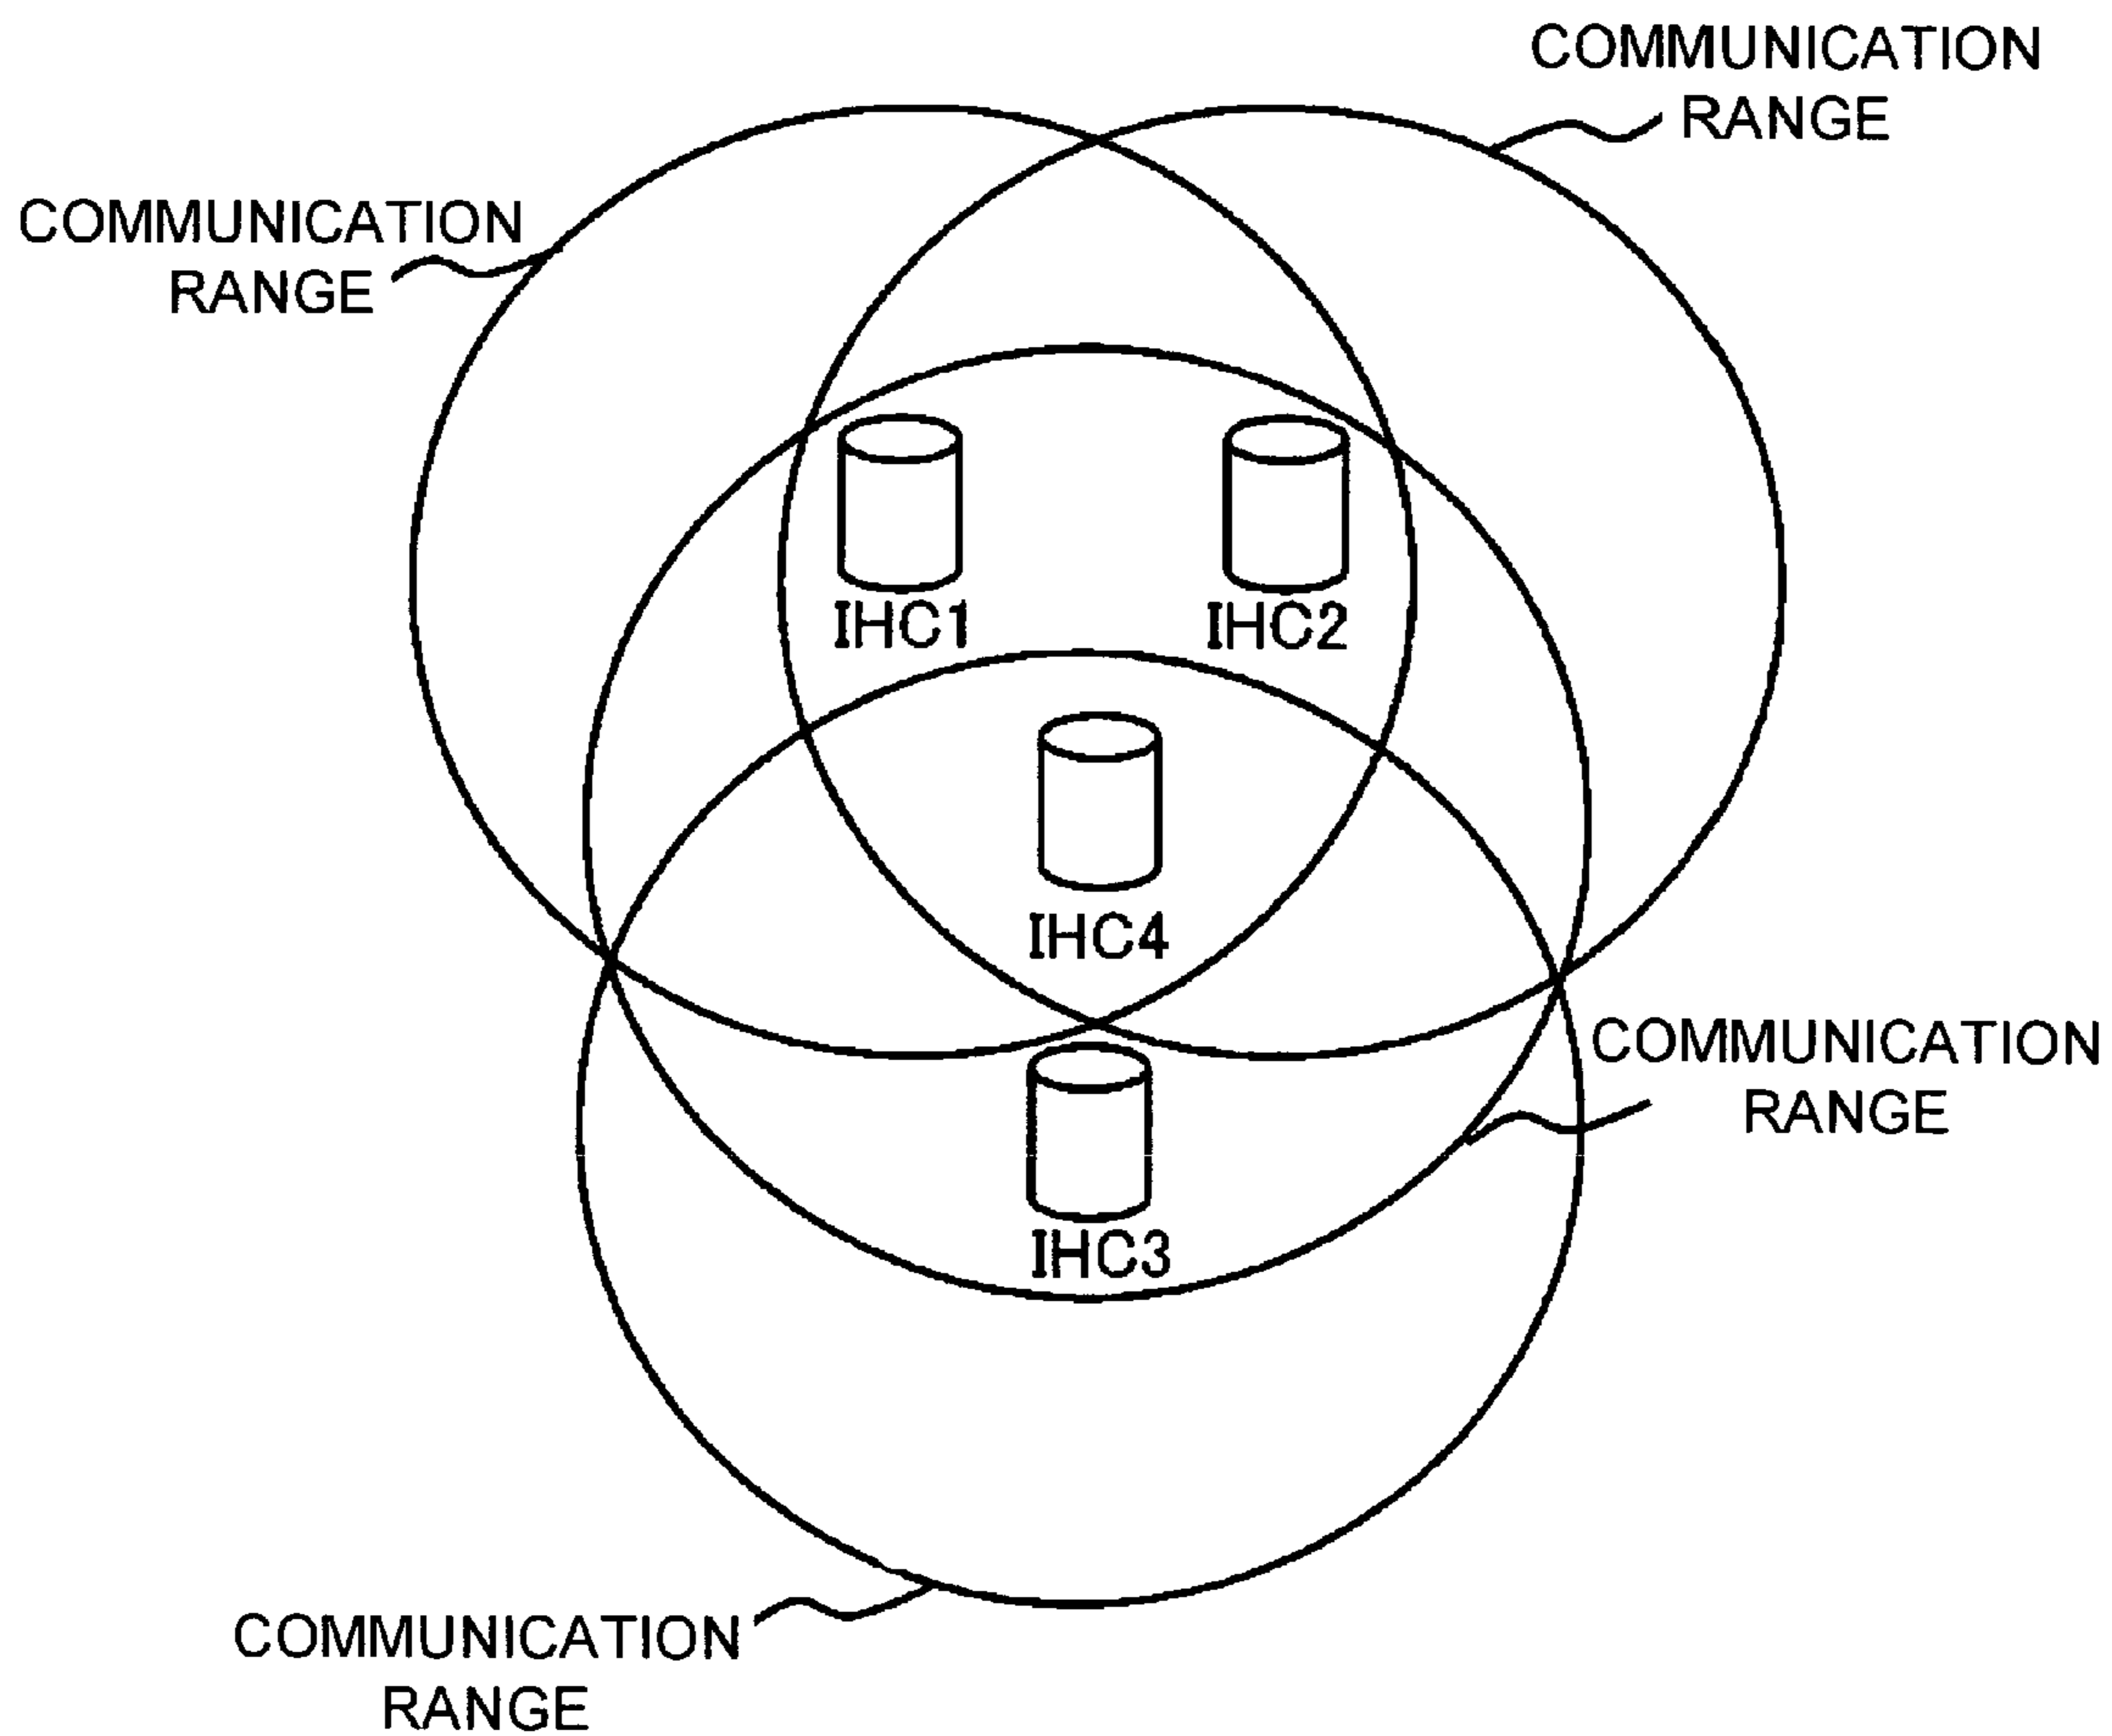 COMMUNICATION
RANGE
COMMUNICATION
RANGE
IHC1
IHC2
IHC4
COMMUNICATION
RANGE
IHC3
COMMUNICATION
RANGE